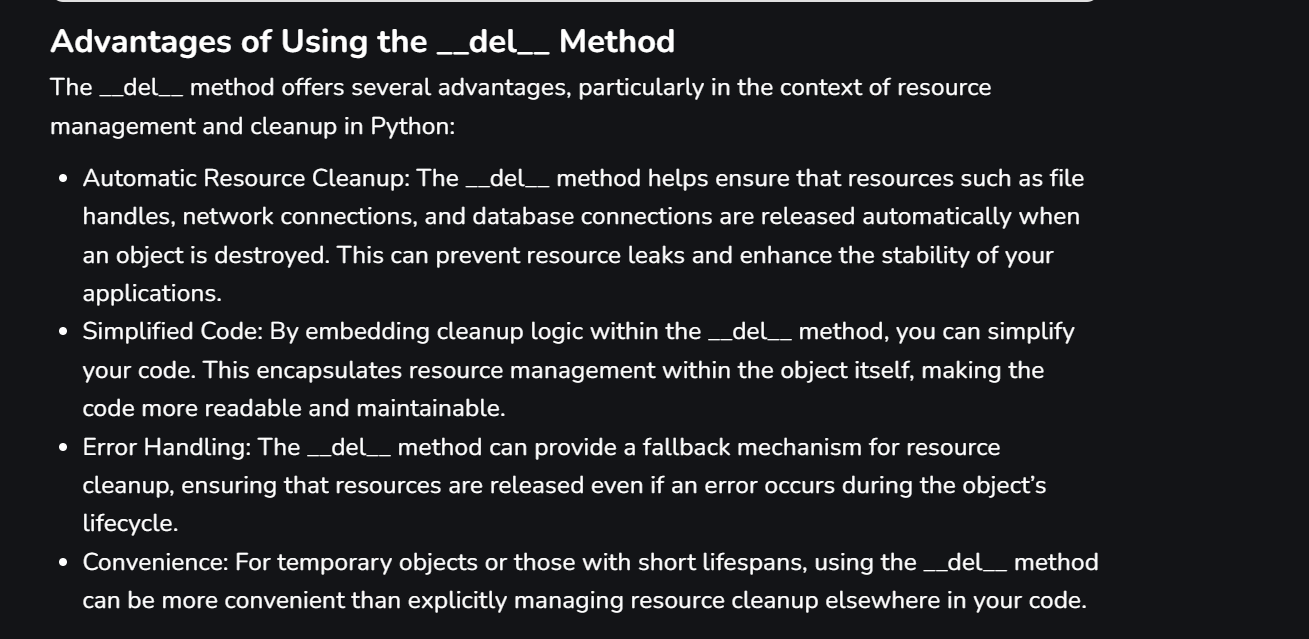 Advantages of Using the __del__ Method
The __del__ method offers several advantages, particularly in the context of resource
management and cleanup in Python:
• Automatic Resource Cleanup: The __del__ method helps ensure that resources such as file
handles, network connections, and database connections are released automatically when
an object is destroyed. This can prevent resource leaks and enhance the stability of your
applications.
• Simplified Code: By embedding cleanup logic within the __del__ method, you can simplify
your code. This encapsulates resource management within the object itself, making the
code more readable and maintainable.
• Error Handling: The __del__ method can provide a fallback mechanism for resource
cleanup, ensuring that resources are released even if an error occurs during the object’s
lifecycle.
• Convenience: For temporary objects or those with short lifespans, using the __del__ method
can be more convenient than explicitly managing resource cleanup elsewhere in your code.